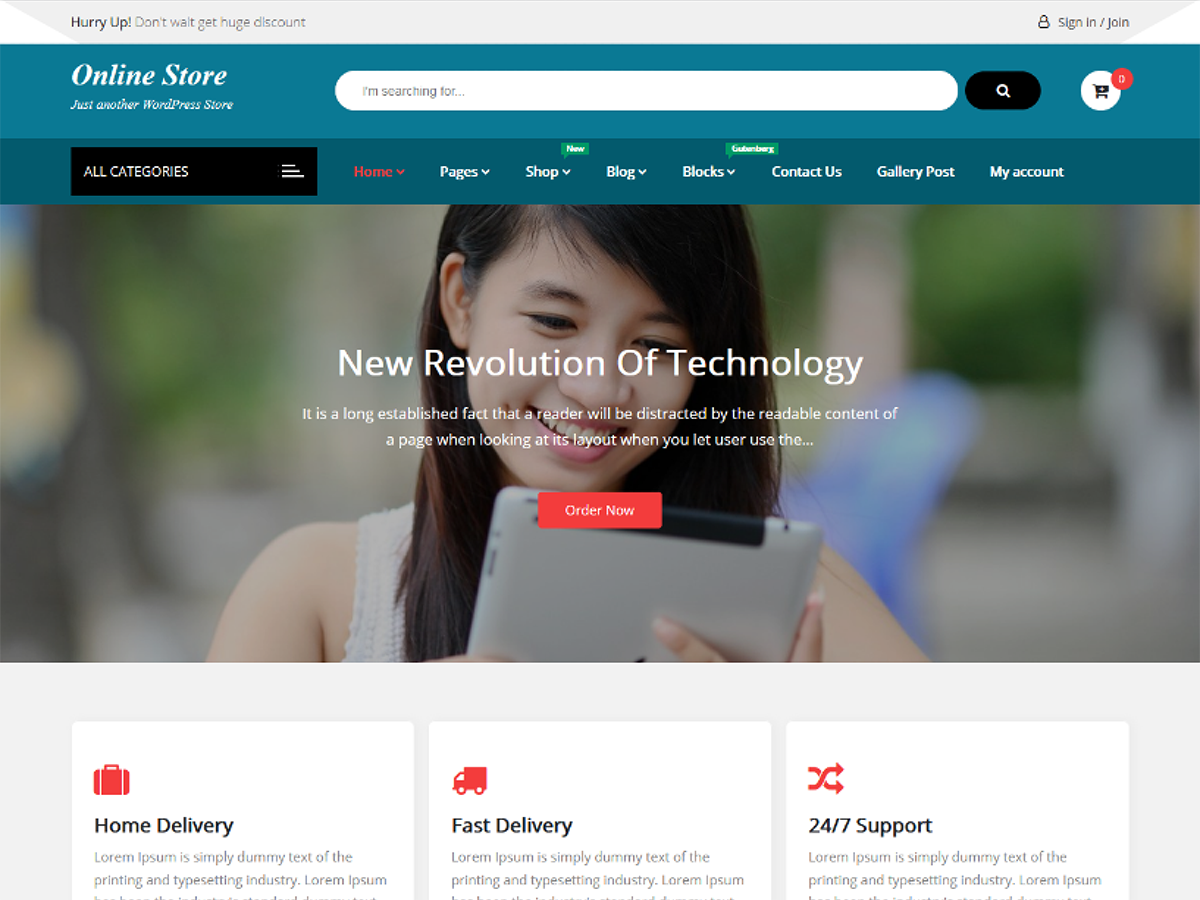 Hurry Up! Don't wait get huge discount
Sign in / Join
Online Store
Just another WordPress Store
I'm searching for...
0
ALL CATEGORIES
Home
Pages
Shop
New
Blog
Blocks
Gutenberg
Contact Us
Gallery Post
My account
New Revolution Of Technology
It is a long established fact that a reader will be distracted by the readable content of
a page when looking at its layout when you let user use the...
Order Now
Home Delivery
Lorem Ipsum is simply dummy text of the
printing and typesetting industry. Lorem Ipsum
Fast Delivery
Lorem Ipsum is simply dummy text of the
printing and typesetting industry. Lorem Ipsum
24/7 Support
Lorem Ipsum is simply dummy text of the
printing and typesetting industry. Lorem Ipsum